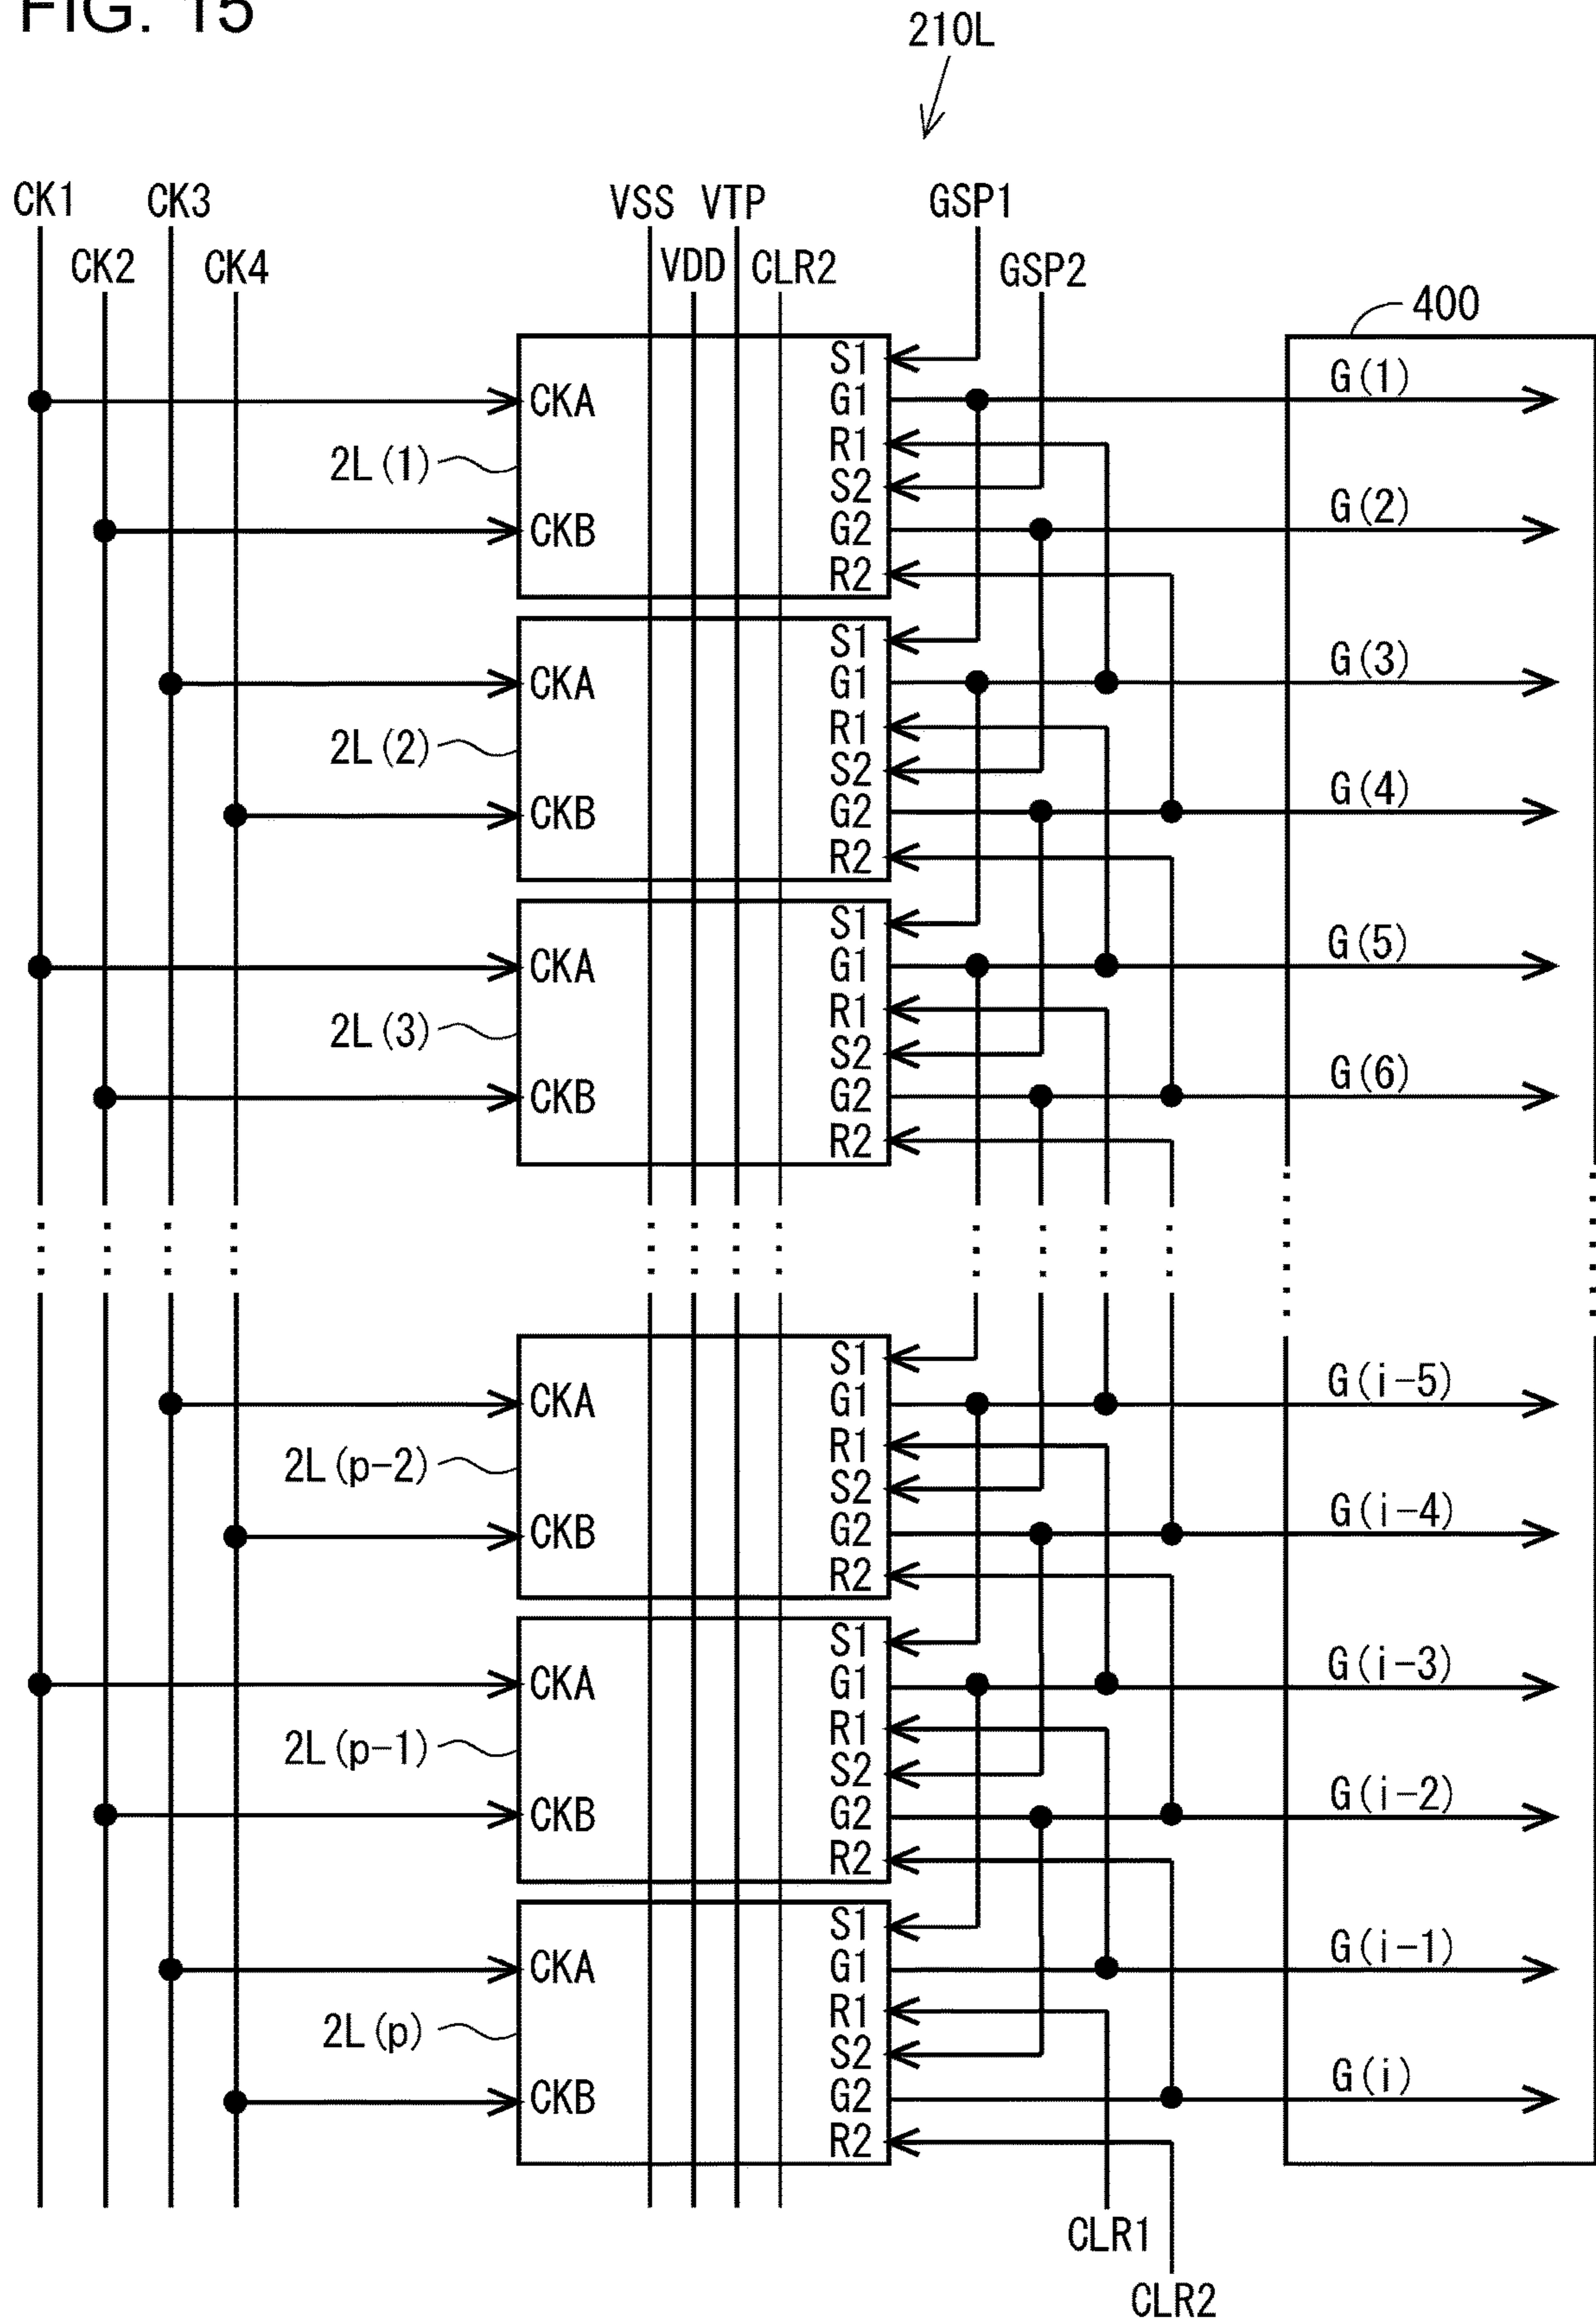 FIG. 15
210L
CK1 CK3 VSS VTP GSP1
CK2 CK4 VDD CLR2 GSP2
400
S1
CKA G1 G(1)
R1
2L(1)
S2
CKB G2 G(2)
R2
S1
CKA G1 G(3)
R1
2L(2)
S2
CKB G2 G(4)
R2
S1
CKA G1 G(5)
R1
2L(3)
S2
CKB G2 G(6)
R2
S1
CKA G1 G(i-5)
R1
2L(p-2)
S2
CKB G2 G(i-4)
R2
S1
CKA G1 G(i-3)
R1
2L(p-1)
S2
CKB G2 G(i-2)
R2
S1
CKA G1 G(i-1)
R1
2L(p)
S2
CKB G2 G(i)
R2
CLR1
CLR2